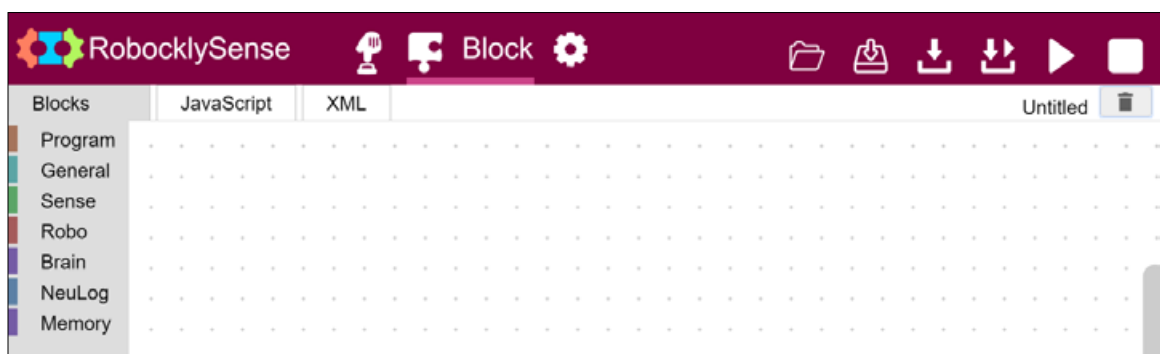 RobocklySense Block
Blocks JavaScript XML Untitled
Program
General
Sense
Robo
Brain
NeuLog
Memory